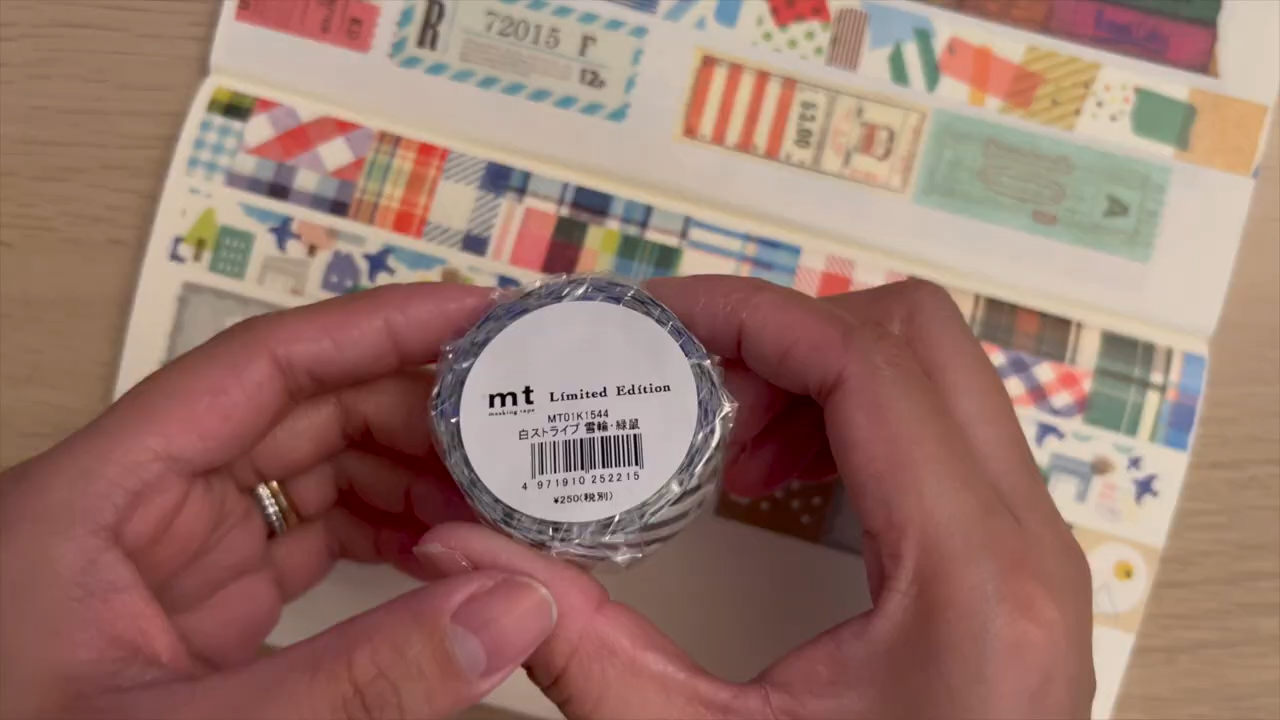 R 72015 r
12p
$3.00
A
mt Limited Edition
masking tape
MT01K1544
白ストライプ 雪輪・緑鼠
4 971910 252215
¥250(税別)